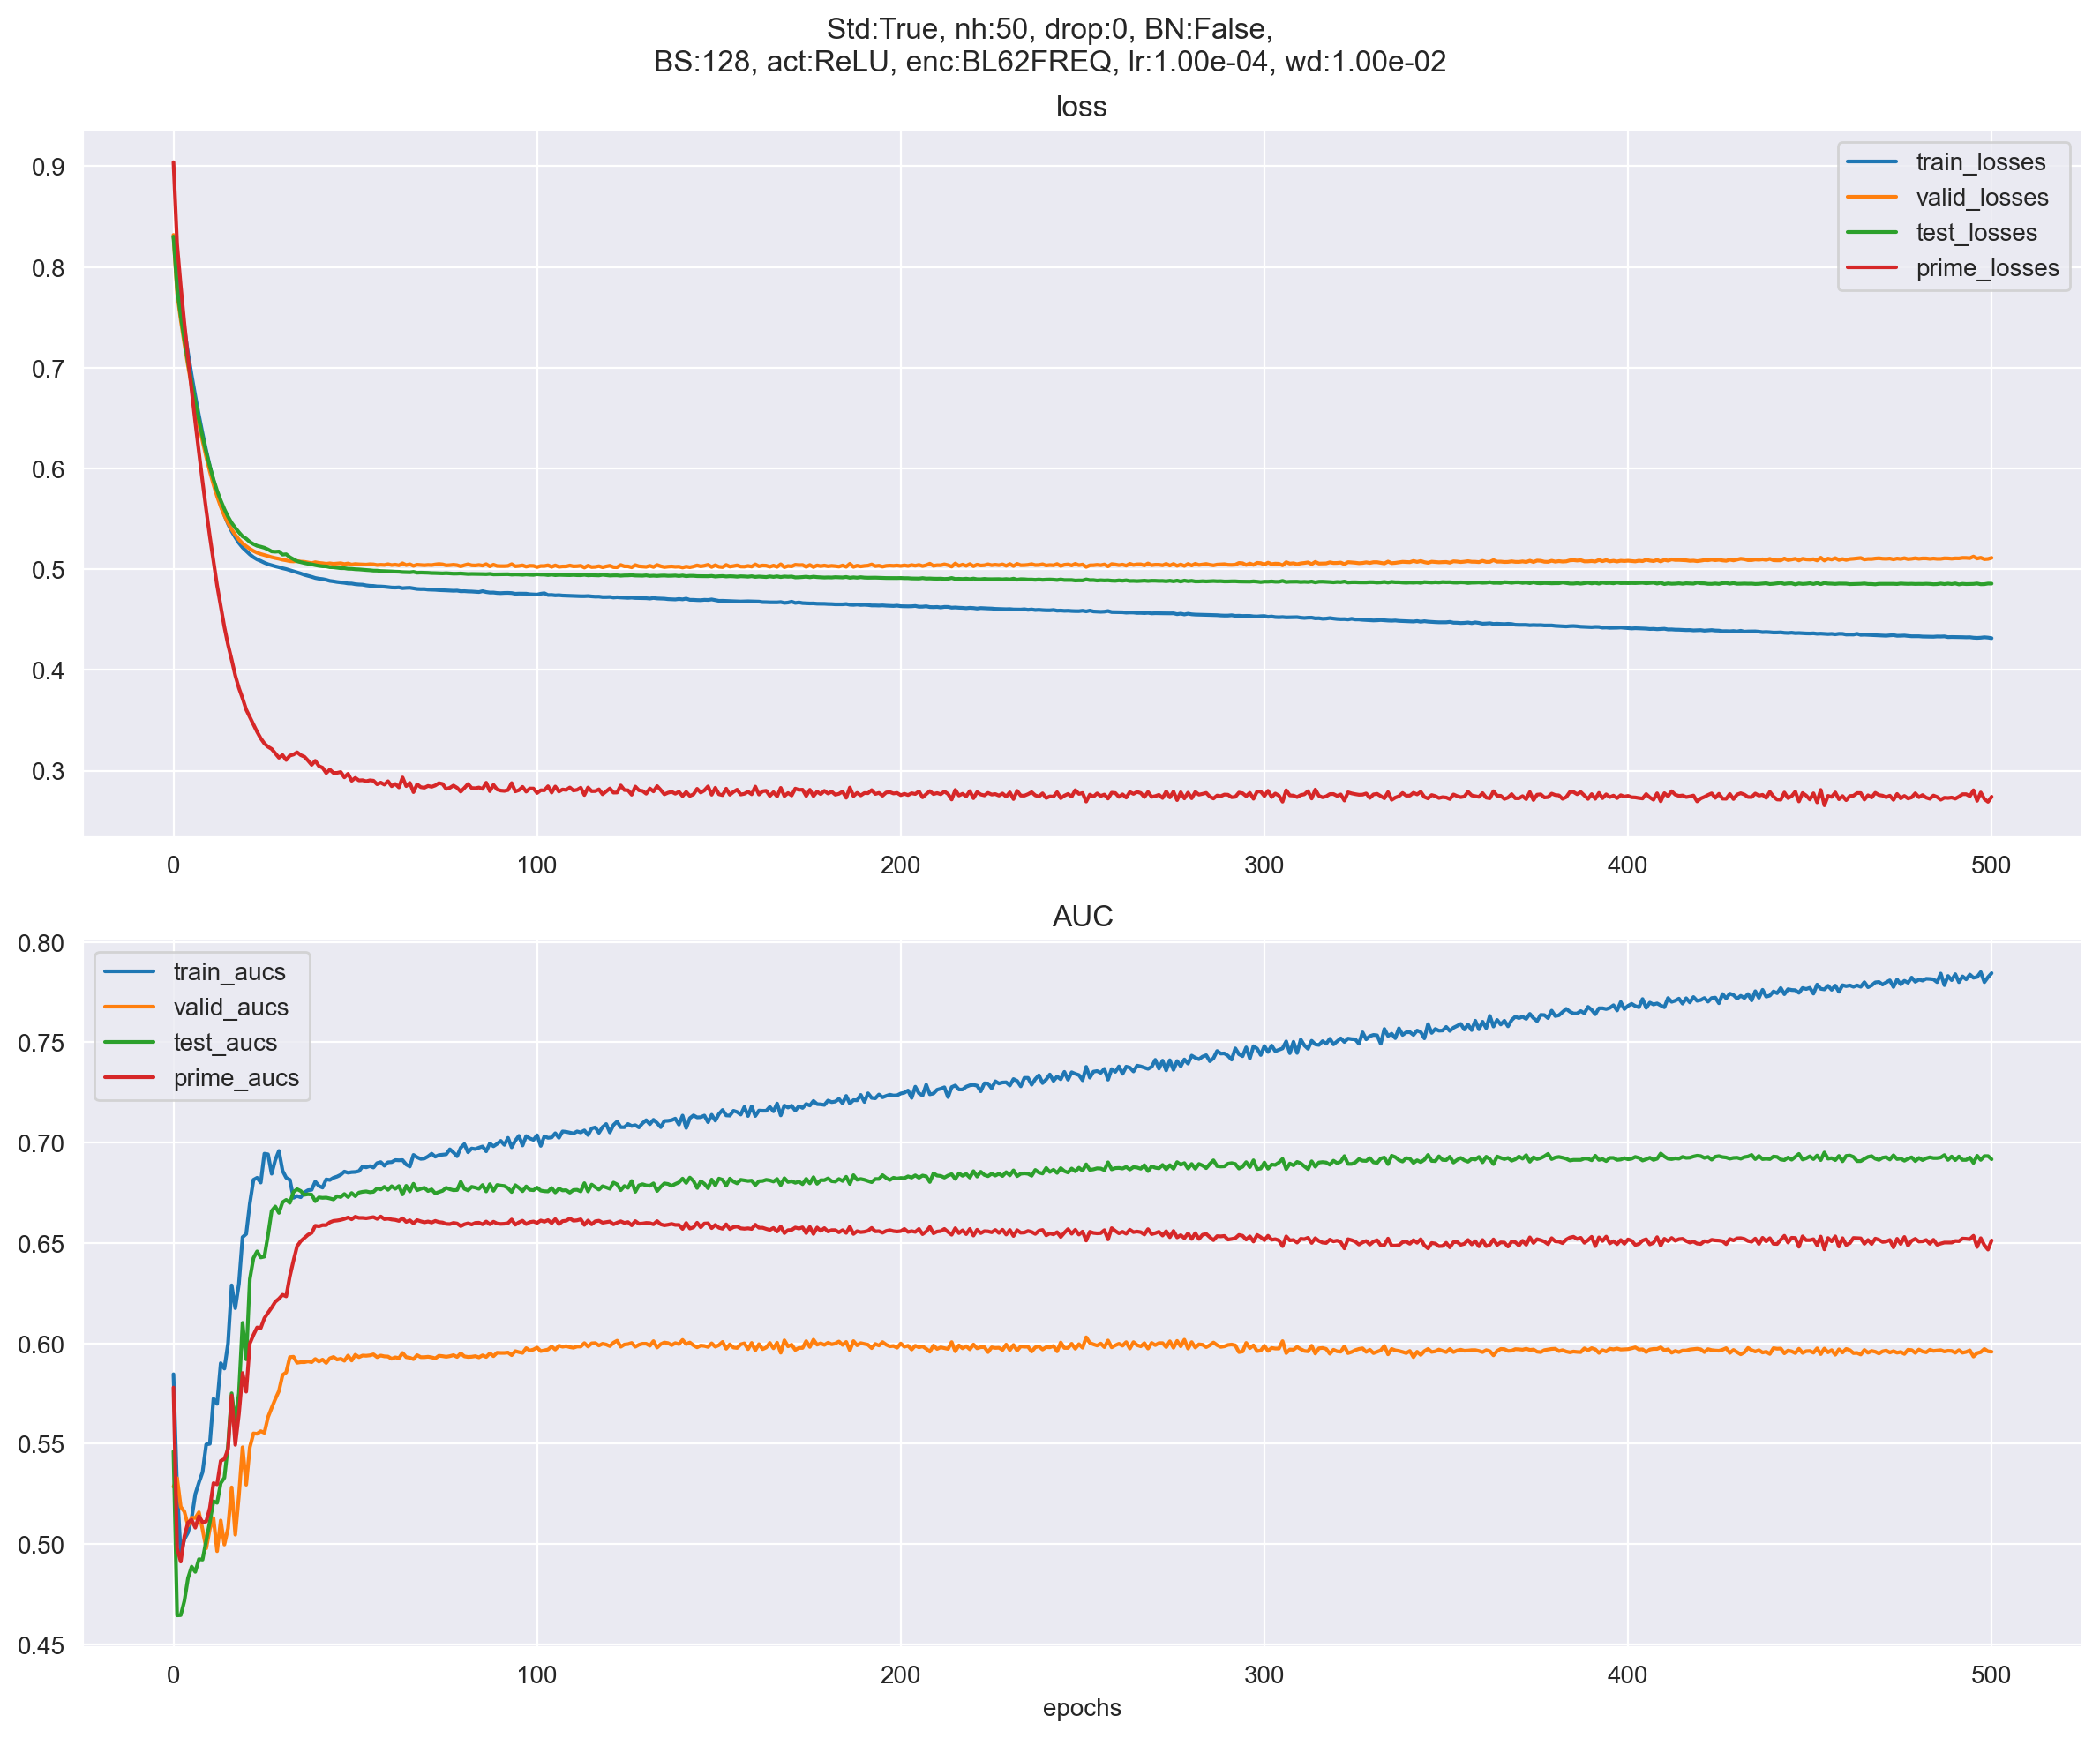 Std:True, nh:50, drop:0, BN:False,
BS:128, act:ReLU, enc:BL62FREQ, lr:1.00e-04, wd:1.00e-02
loss
0.9
0.8
0.7
0.6
0.5
0.4
0.3
train_losses
valid_losses
test_losses
prime_losses
0 100 200 300 400 500
AUC
0.80
0.75
0.70
0.65
0.60
0.55
0.50
0.45
train_aucs
valid_aucs
test_aucs
prime_aucs
0 100 200 300 400 500
epochs